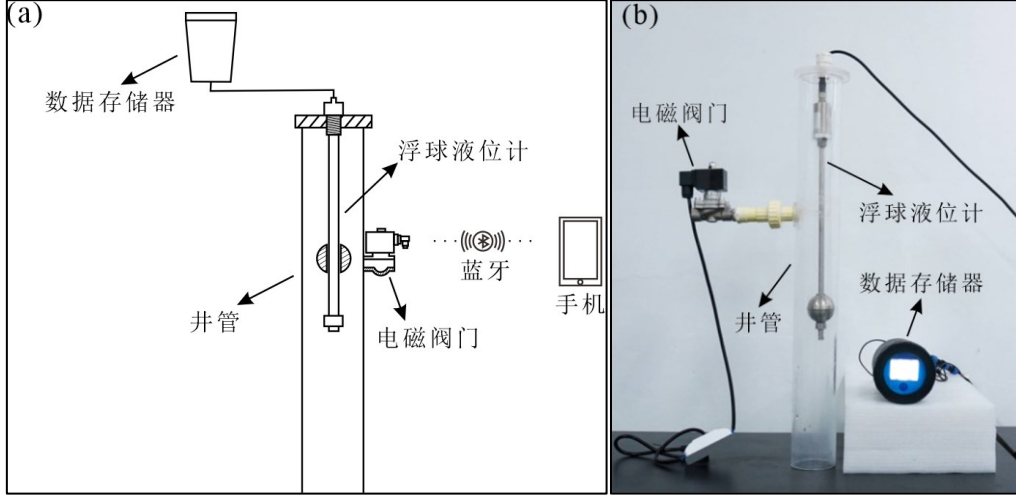 (a)
数据存储器
浮球液位计
蓝牙
手机
井管
电磁阀门
(b)
电磁阀门
浮球液位计
数据存储器
井管